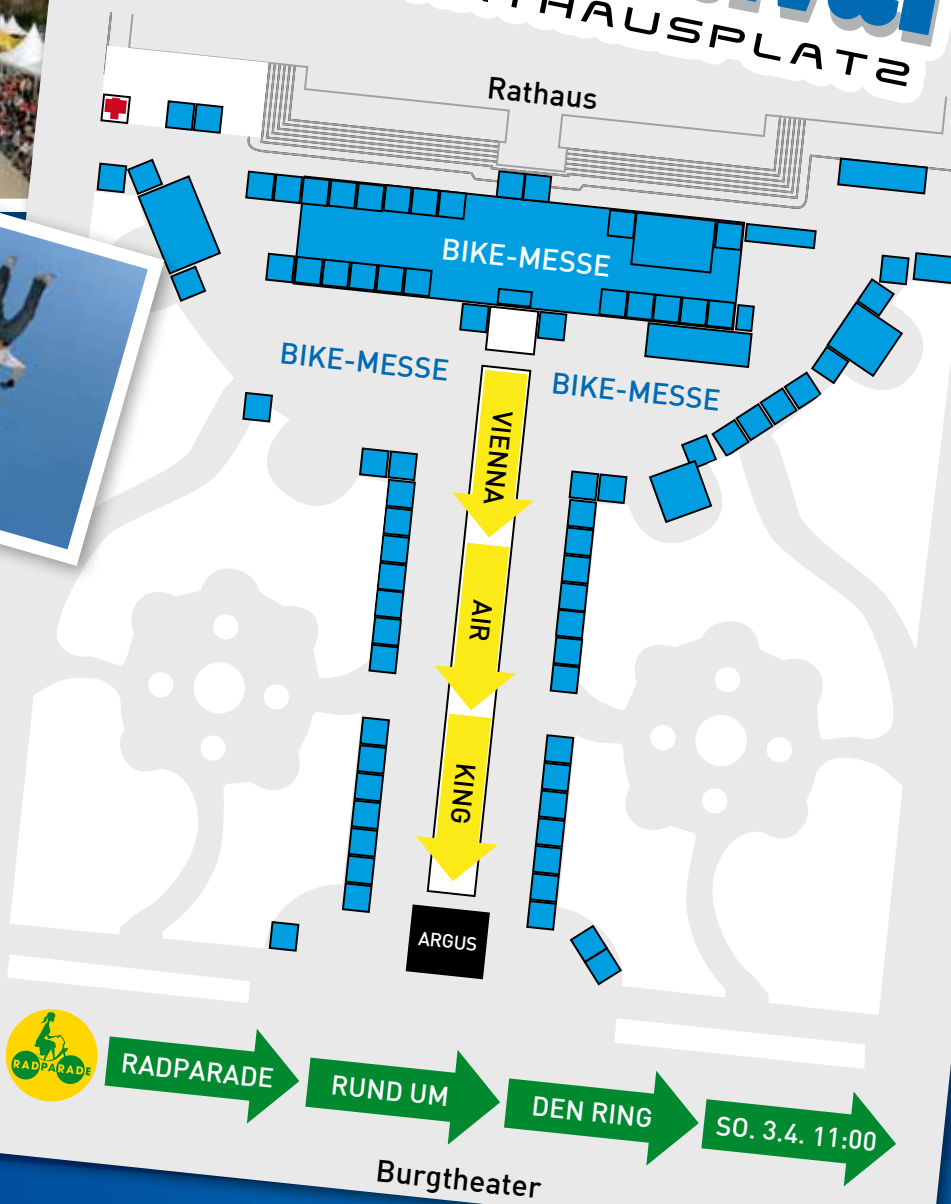 RATHAUSPLATZ
Rathaus
BIKE-MESSE
BIKE-MESSE
BIKE-MESSE
VIENNA
AIR
KING
ARGUS
RADPARADE
RADPARADE
RUND UM
DEN RING
SO. 3.4. 11:00
Burgtheater